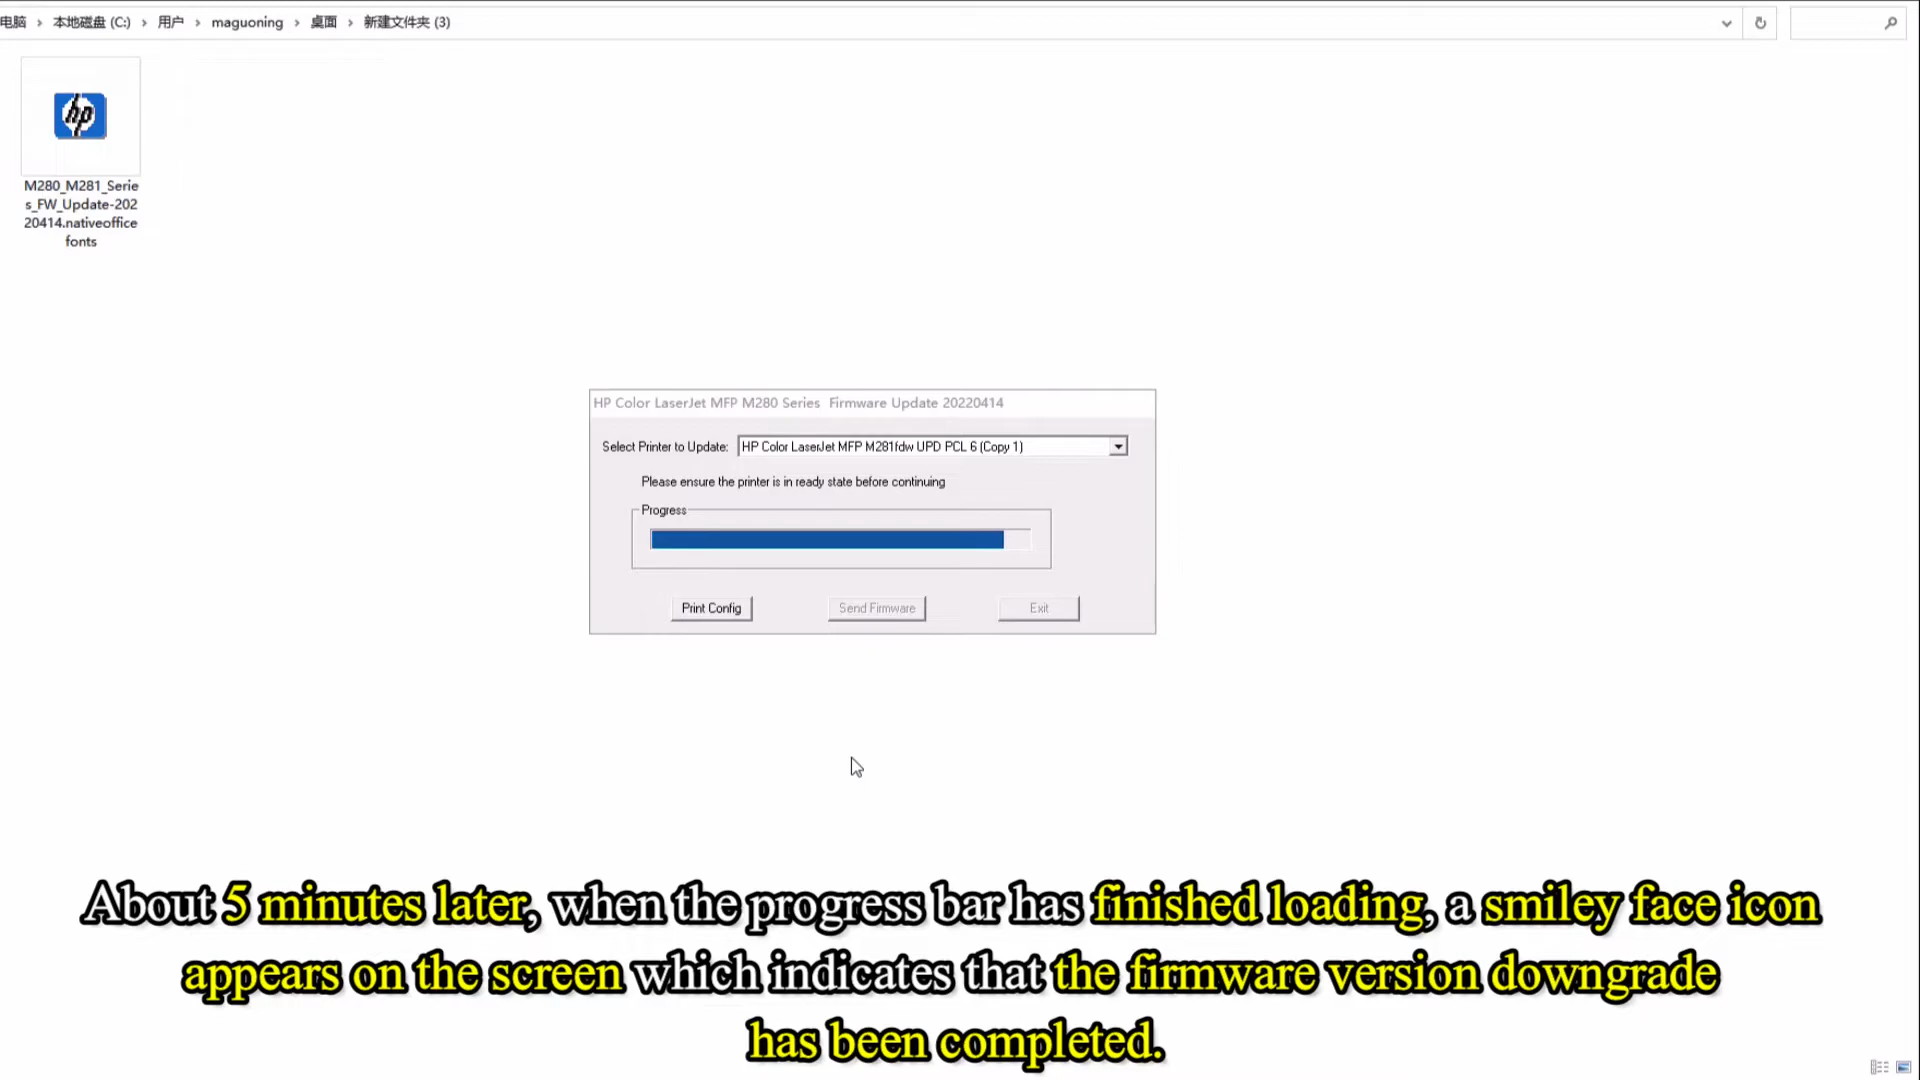 电脑 › 本地磁盘 (C:) › 用户 › maguoning › 桌面 › 新建文件夹 (3)
hp
M280_M281_Serie
s_FW_Update-202
20414.nativeoffice
fonts
HP Color LaserJet MFP M280 Series  Firmware Update 20220414
Select Printer to Update: HP Color LaserJet MFP M281fdw UPD PCL 6 (Copy 1)
Please ensure the printer is in ready state before continuing
Progress
Print Config Send Firmware Exit
About 5 minutes later, when the progress bar has finished loading, a smiley face icon
appears on the screen which indicates that the firmware version downgrade
has been completed.